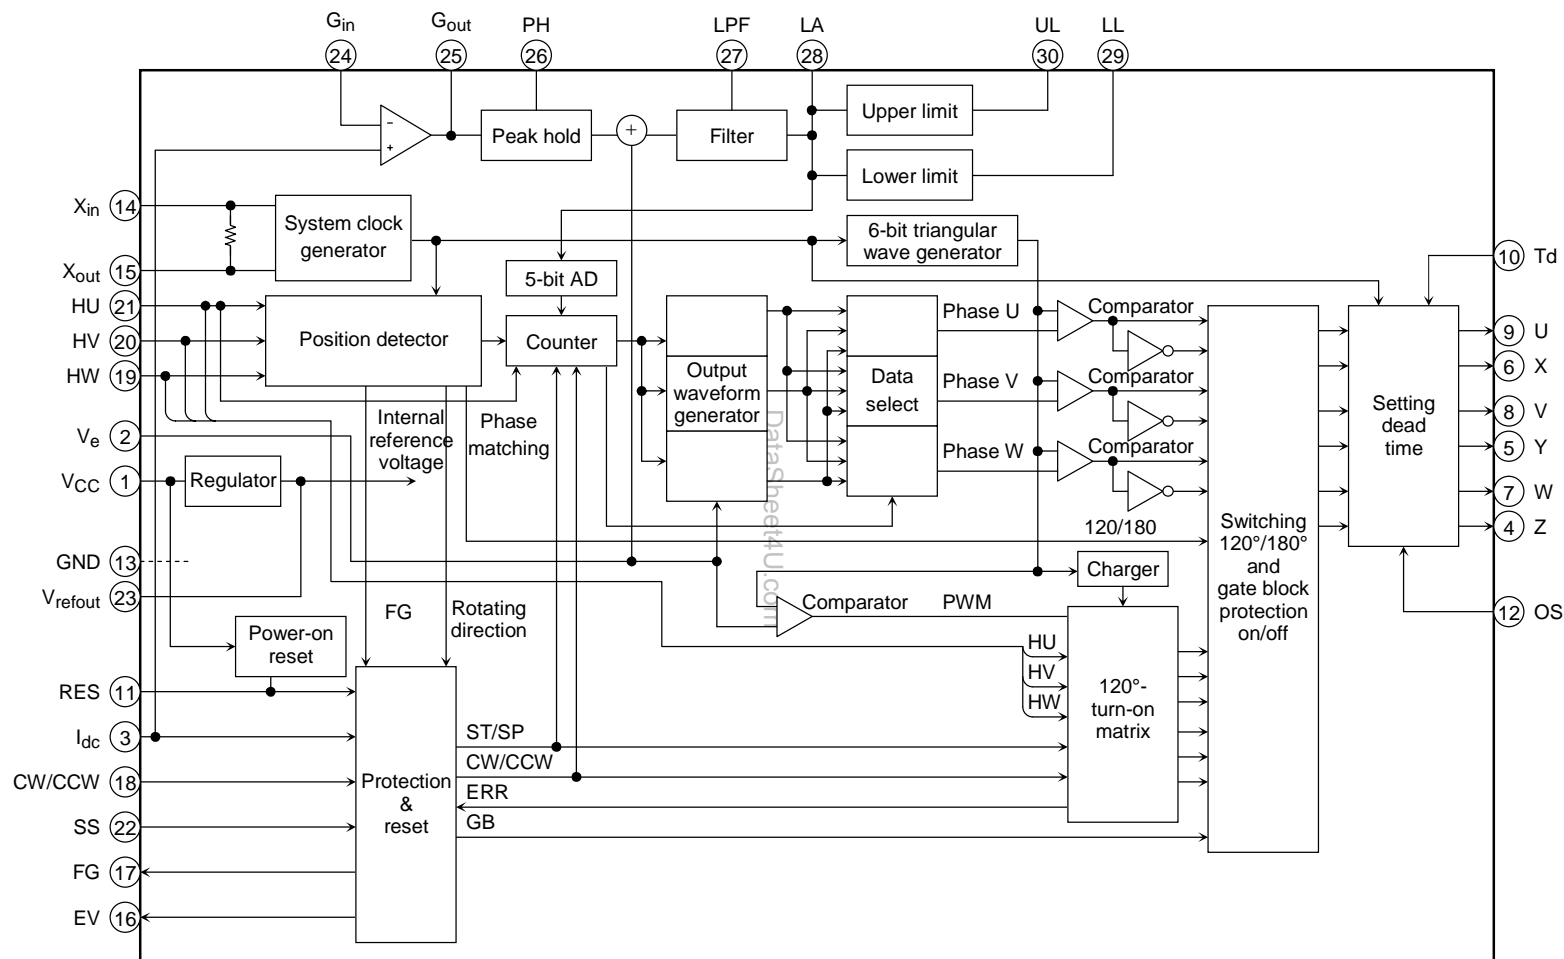 Gin
Gout
PH
LPF
LA
UL
LL
24
25
26
27
28
30
29
−
+
Peak hold
+
Filter
Upper limit
Lower limit
Xin
14
System clock
generator
6-bit triangular
wave generator
Xout
15
5-bit AD
10
Td
HU
21
HV
20
HW
19
Position detector
Counter
Output
waveform
generator
Data
select
Phase U
Phase V
Phase W
Comparator
Comparator
Comparator
Setting
dead
time
9
U
6
X
8
V
5
Y
7
W
4
Z
Ve
2
Internal
reference
voltage
Phase
matching
VCC
1
Regulator
120/180
Switching
120°/180°
and
gate block
protection
on/off
GND
13
Vrefout
23
Charger
FG
Rotating
direction
Comparator
PWM
12
OS
Power-on
reset
HU
HV
HW
120°-
turn-on
matrix
RES
11
Idc
3
CW/CCW
18
SS
22
FG
17
EV
16
Protection
&
reset
ST/SP
CW/CCW
ERR
GB
DataSheet4U.com